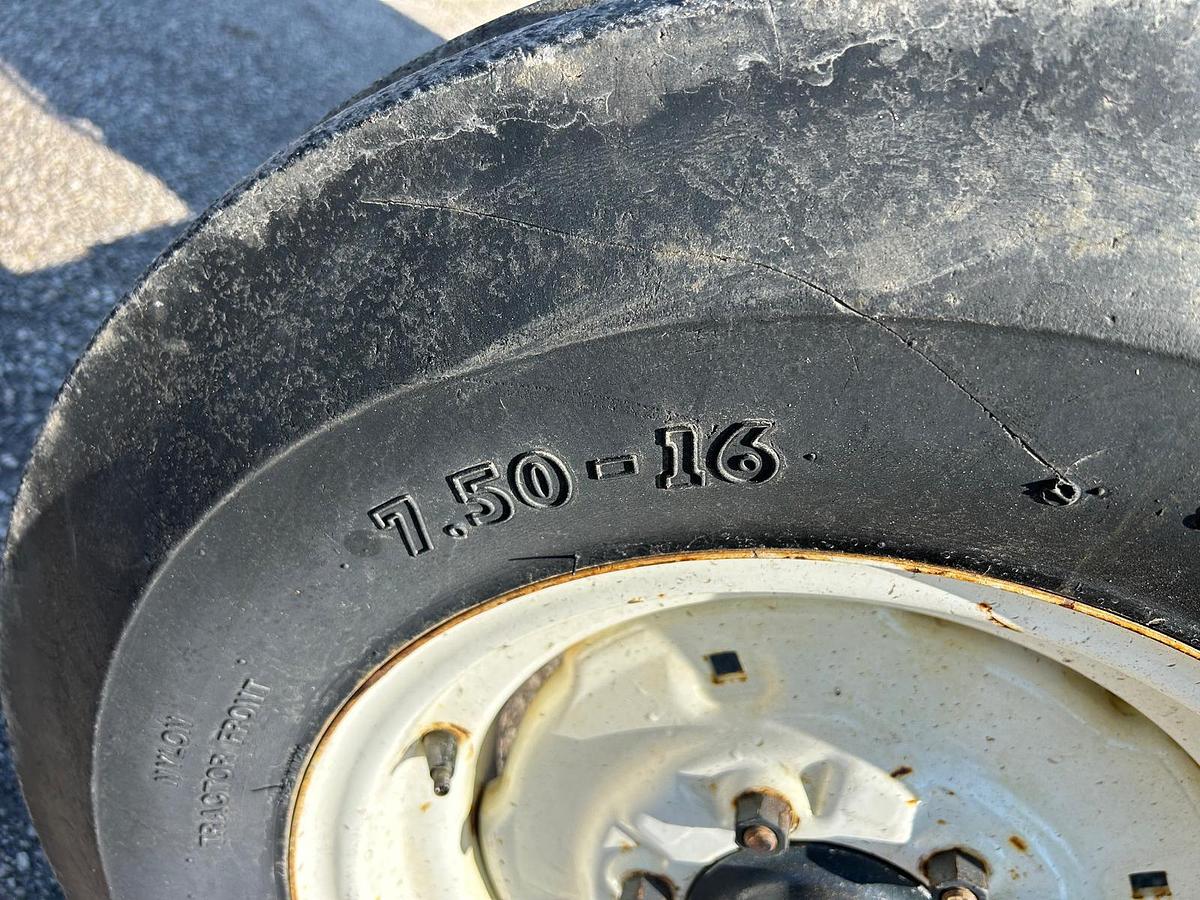 7.50-16
NYLON
TRACTOR FRONT